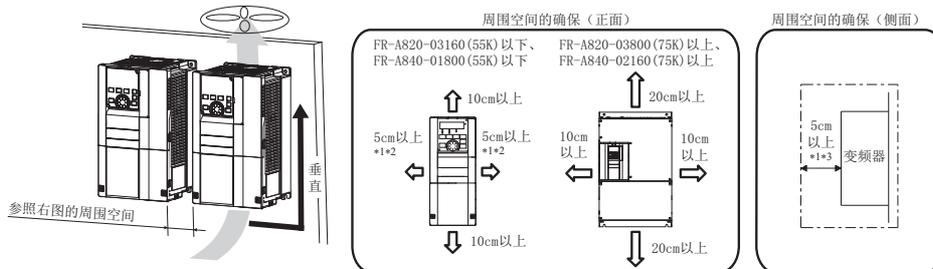 参照右图的周围空间
垂直
周围空间的确保（正面）
FR-A820-03160(55K)以下、
FR-A840-01800(55K)以下
10cm以上
5cm以上
*1*2
5cm以上
*1*2
10cm以上
FR-A820-03800(75K)以上、
FR-A840-02160(75K)以上
20cm以上
10cm
以上
10cm
以上
20cm以上
周围空间的确保（侧面）
5cm
以上
*1*3
变频器